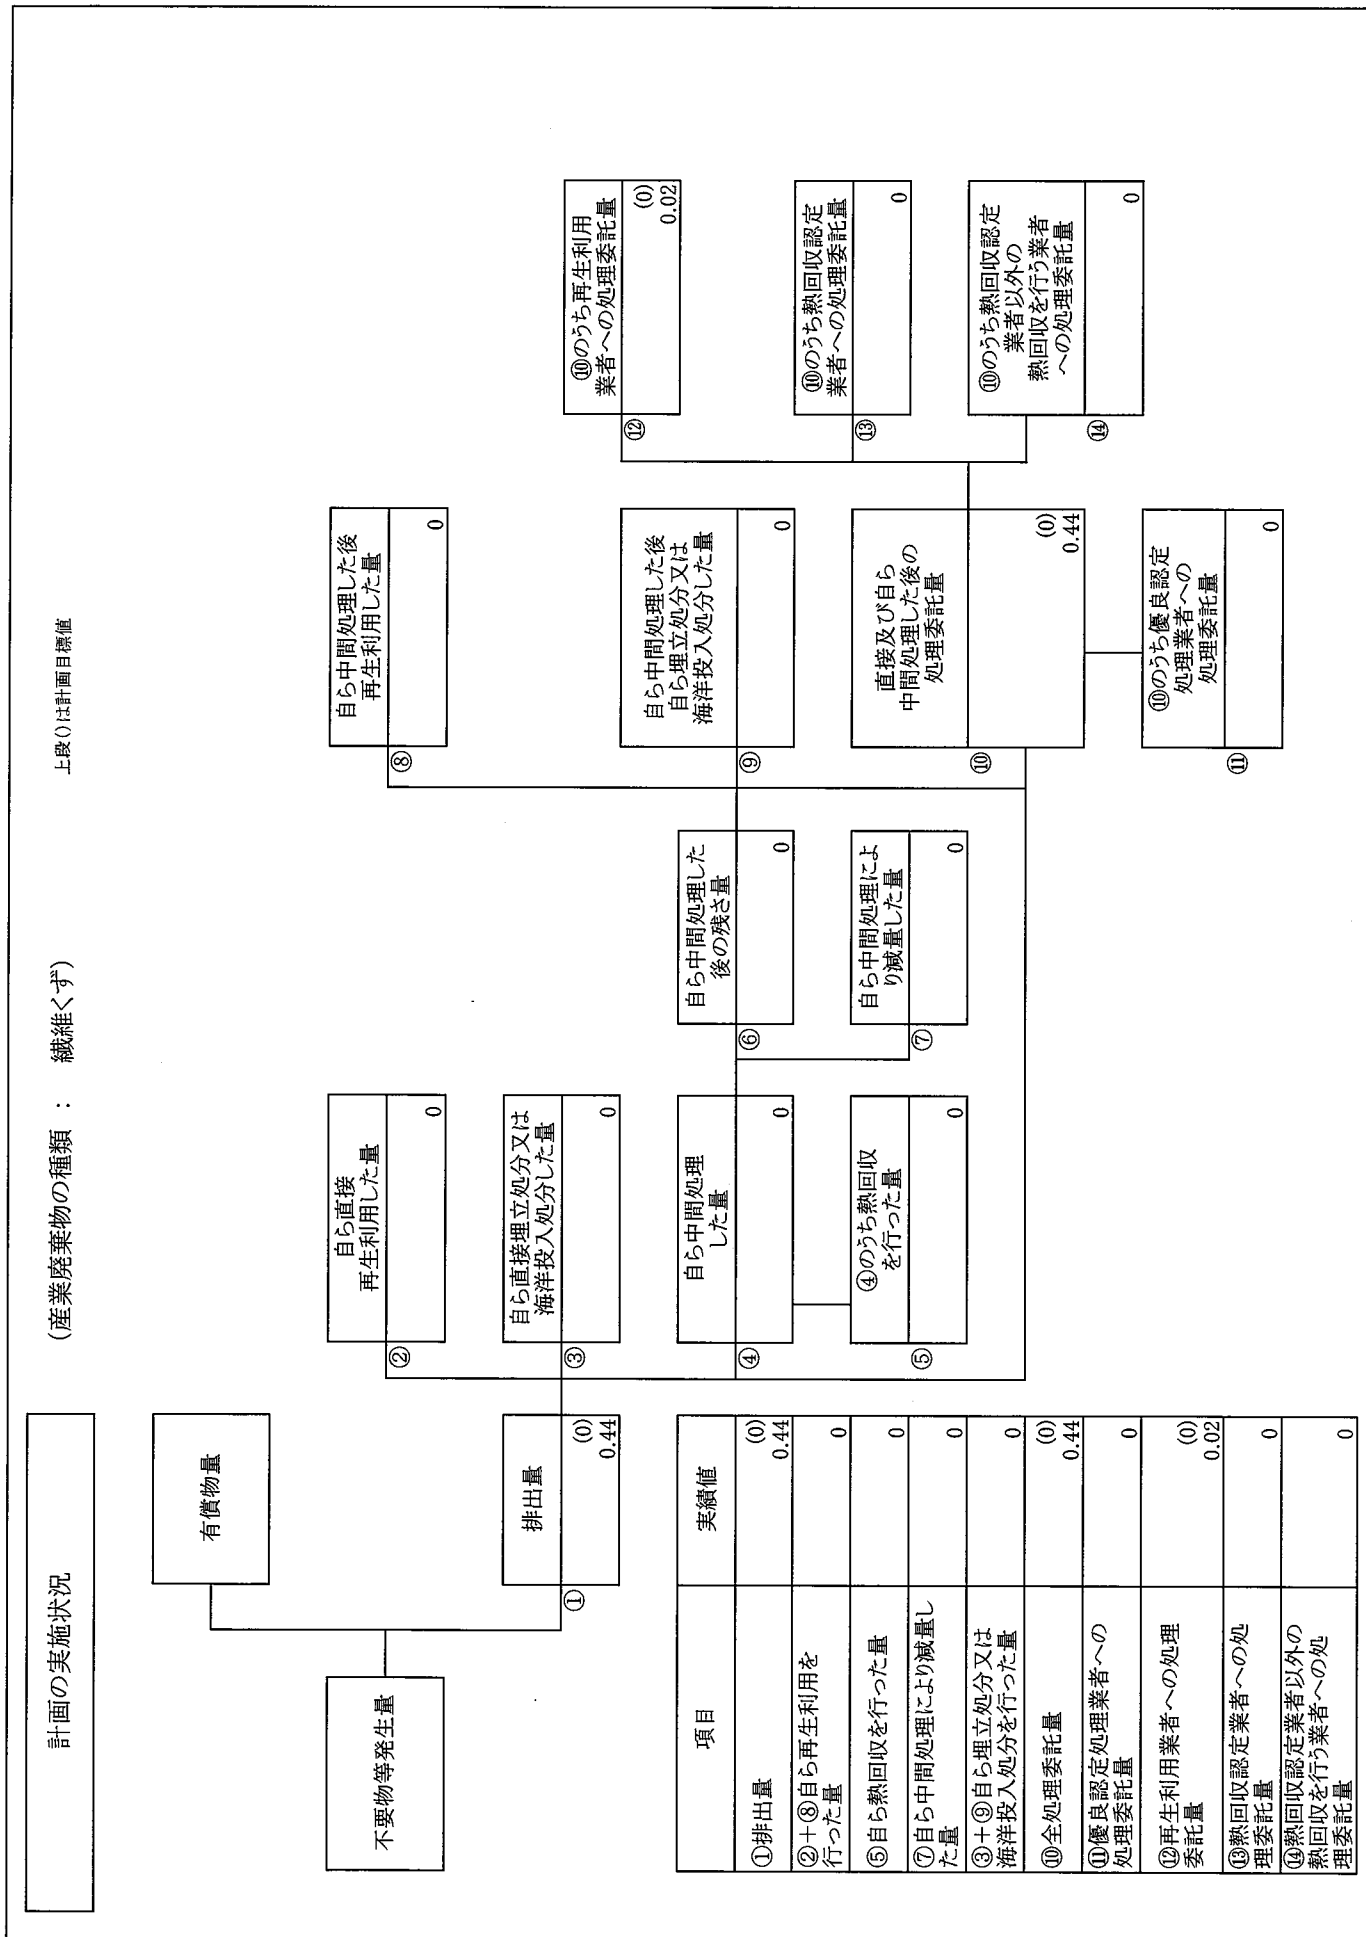 計画の実施状況
(産業廃棄物の種類 : 繊維くず)
上段()は計画目標値
不要物等発生量
有償物量
排出量
①
(0)
0.44
自ら直接
再生利用した量
②
0
自ら直接埋立処分又は
海洋投入処分した量
③
0
自ら中間処理
した量
④
0
④のうち熱回収
を行った量
⑤
0
自ら中間処理した
後の残さ量
⑥
0
自ら中間処理によ
り減量した量
⑦
0
自ら中間処理した後
再生利用した量
⑧
0
自ら中間処理した後
自ら埋立処分又は
海洋投入処分した量
⑨
0
直接及び自ら
中間処理した後の
処理委託量
⑩
(0)
0.44
⑩のうち優良認定
処理業者への
処理委託量
⑪
0
⑩のうち再生利用
業者への処理委託量
⑫
(0)
0.02
⑩のうち熱回収認定
業者への処理委託量
⑬
0
⑩のうち熱回収認定
業者以外の
熱回収を行う業者
への処理委託量
⑭
0
項目
実績値
①排出量
(0)
0.44
②+⑧自ら再生利用を
行った量
0
⑤自ら熱回収を行った量
0
⑦自ら中間処理により減量し
た量
0
③+⑨自ら埋立処分又は
海洋投入処分を行った量
0
⑩全処理委託量
(0)
0.44
⑪優良認定処理業者への
処理委託量
0
⑫再生利用業者への処理
委託量
(0)
0.02
⑬熱回収認定業者への処
理委託量
0
⑭熱回収認定業者以外の
熱回収を行う業者への処
理委託量
0